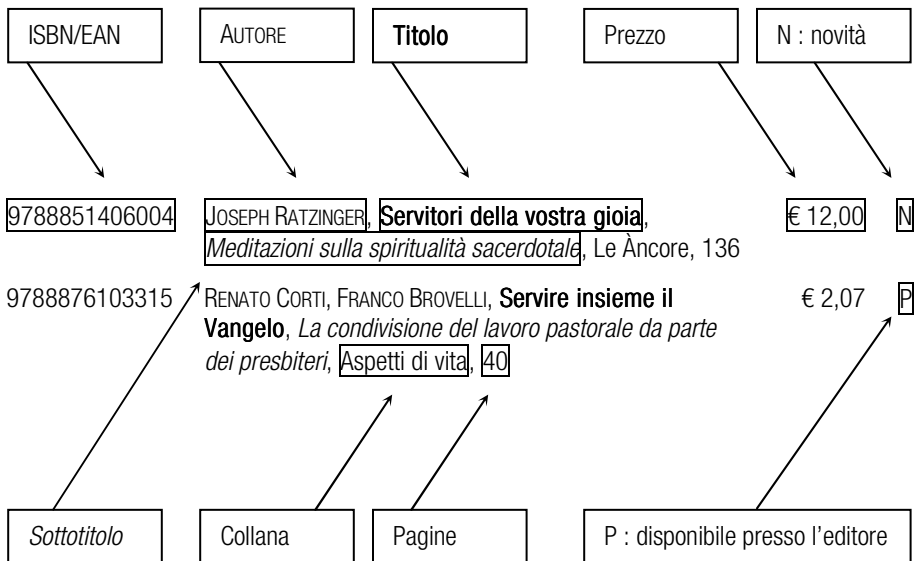 ISBN/EAN AUTORE Titolo Prezzo N : novità
9788851406004 JOSEPH RATZINGER, Servitori della vostra gioia, € 12,00 N
Meditazioni sulla spiritualità sacerdotale, Le Àncore, 136
9788876103315 RENATO CORTI, FRANCO BROVELLI, Servire insieme il € 2,07 P
Vangelo, La condivisione del lavoro pastorale da parte
dei presbiteri, Aspetti di vita, 40
Sottotitolo Collana Pagine P : disponibile presso l'editore